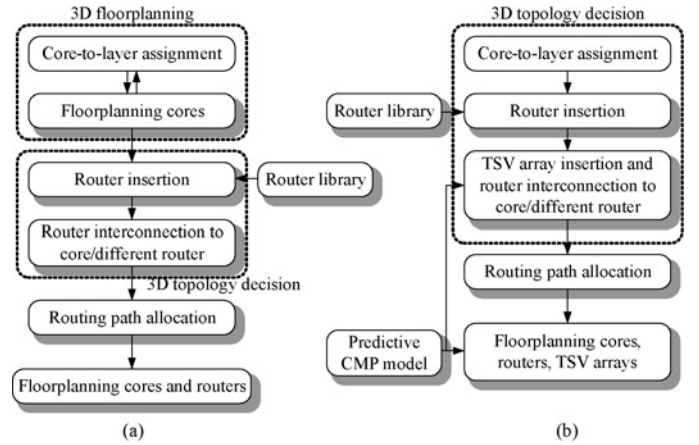 3D floorplanning
Core-to-layer assignment
Floorplanning cores
Router insertion
Router library
Router interconnection to
core/different router
3D topology decision
Routing path allocation
Floorplanning cores and routers
(a)
3D topology decision
Core-to-layer assignment
Router library
Router insertion
TSV array insertion and
router interconnection to
core/different router
Routing path allocation
Predictive
CMP model
Floorplanning cores,
routers, TSV arrays
(b)